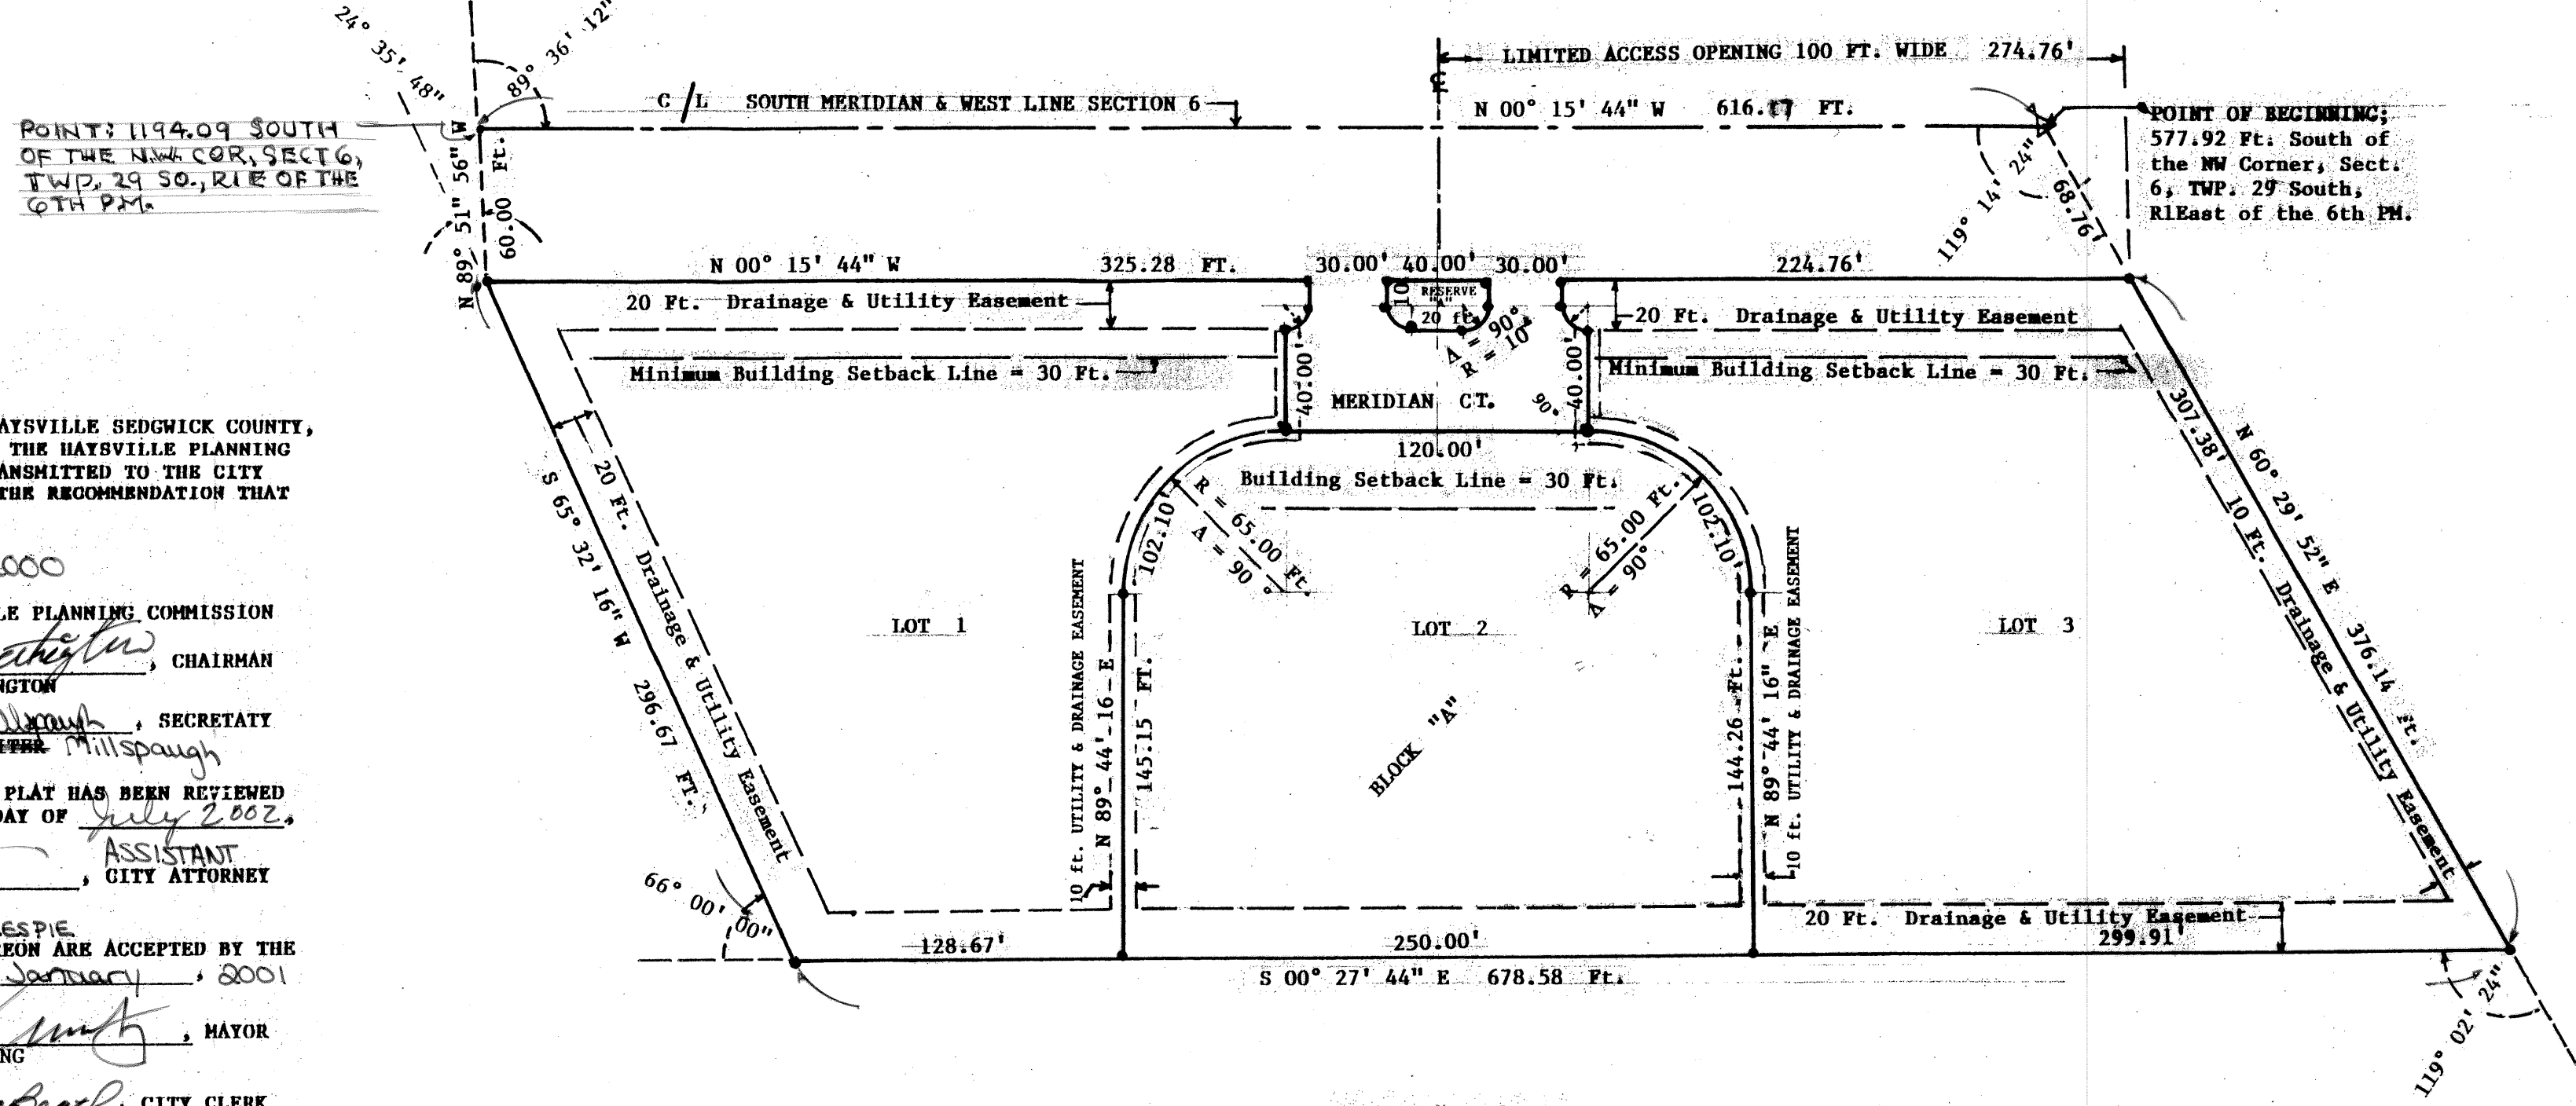 24° 35' 48"
89° 36' 12"
LIMITED ACCESS OPENING 100 FT. WIDE 274.76'
C/L SOUTH MERIDIAN & WEST LINE SECTION 6
N 00° 15' 44" W 616.17 FT.
POINT: 1194.09 SOUTH
OF THE N.W. COR, SECT 6,
TWP. 29 SO., R1E OF THE
6TH P.M.
POINT OF BEGINNING;
577.92 Ft. South of
the NW Corner, Sect.
6, TWP. 29 South,
R1East of the 6th PM.
N 89° 51" 56" W
60.00 Ft.
119° 14' 24"
68.76'
N 00° 15' 44" W 325.28 FT.
30.00' 40.00' 30.00'
224.76'
20 Ft. Drainage & Utility Easement
10
RESERVE
"A"
20 ft.
Δ = 90°
R = 10'
20 Ft. Drainage & Utility Easement
Minimum Building Setback Line = 30 Ft.
Minimum Building Setback Line = 30 Ft.
40.00'
MERIDIAN CT.
90°
40.00'
120.00'
Building Setback Line = 30 Ft.
R = 65.00 Ft.
Δ = 90°
102.10'
R = 65.00 Ft.
Δ = 90°
102.10'
307.38'
N 60° 29' 52" E 376.14 Ft.
10 Ft. Drainage & Utility Easement
S 65° 32' 16" W 296.67 FT.
20 Ft. Drainage & Utility Easement
LOT 1
LOT 2
LOT 3
BLOCK "A"
10 ft. UTILITY & DRAINAGE EASEMENT
N 89° 44' 16 E
145.15 FT.
144.26 Ft.
N 89° 44' 16" E
10 ft. UTILITY & DRAINAGE EASEMENT
66° 00' 00"
128.67'
250.00'
20 Ft. Drainage & Utility Easement
299.91'
S 00° 27' 44" E 678.58 Ft.
119° 02' 24"
AYSVILLE SEDGWICK COUNTY,
THE HAYSVILLE PLANNING
ANSMITTED TO THE CITY
THE RECOMMENDATION THAT
2000
LE PLANNING COMMISSION
, CHAIRMAN
NGTON
, SECRETATY
Millspaugh
PLAT HAS BEEN REVIEWED
DAY OF July 2002,
ASSISTANT
, CITY ATTORNEY
LESPIE
REON ARE ACCEPTED BY THE
January, 2001
, MAYOR
NG
, CITY CLERK